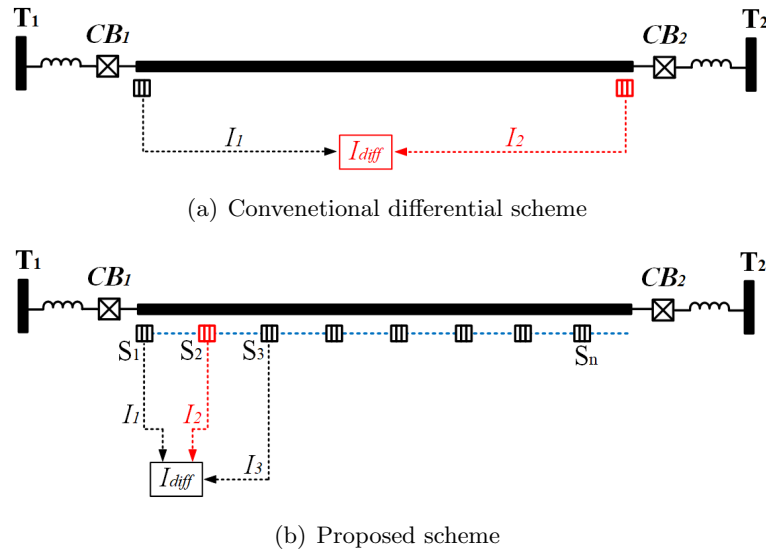 T1 CB1 CB2 T2
I1 Idiff I2
(a) Convenetional differential scheme
T1 CB1 CB2 T2
S1 S2 S3 Sn
I1 I2 I3
Idiff
(b) Proposed scheme